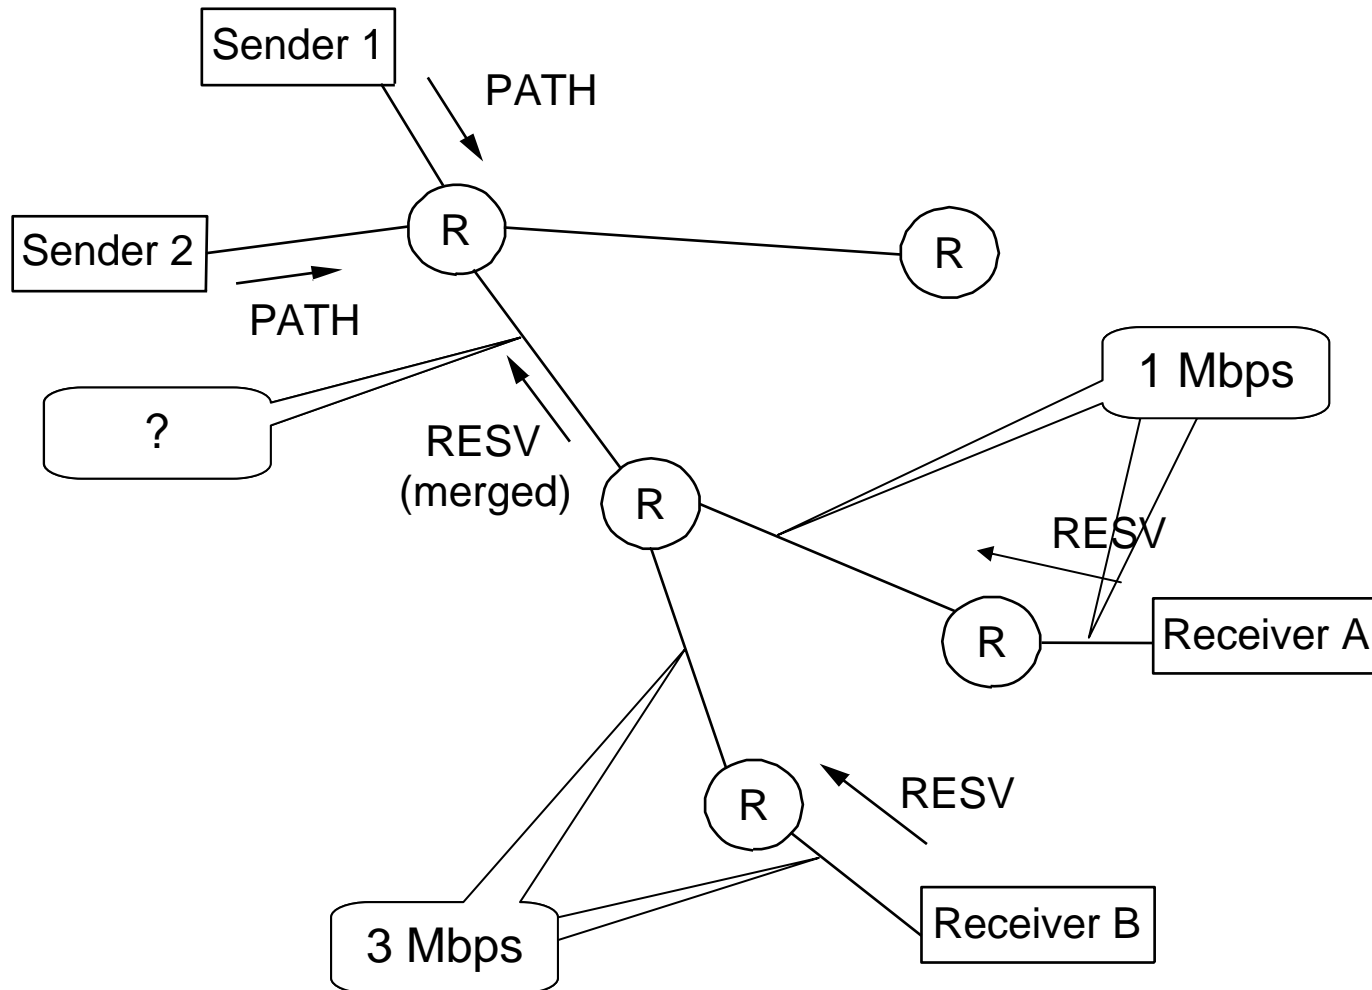 Sender 1
PATH
R
R
Sender 2
PATH
1 Mbps
?
RESV
(merged)
R
RESV
R
Receiver A
R
RESV
3 Mbps
Receiver B